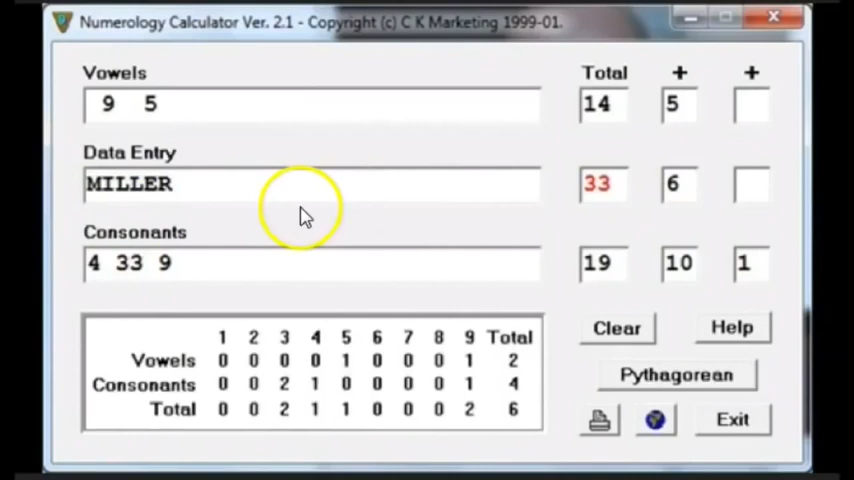 Numerology Calculator Ver. 2.1 - Copyright (c) C K Marketing 1999-01.
Vowels Total + +
9 5 14 5
Data Entry
MILLER 33 6
Consonants
4 33 9 19 10 1
1 2 3 4 5 6 7 8 9 Total
Vowels 0 0 0 0 1 0 0 0 1 2
Consonants 0 0 2 1 0 0 0 0 1 4
Total 0 0 2 1 1 0 0 0 2 6
Clear Help
Pythagorean
Exit